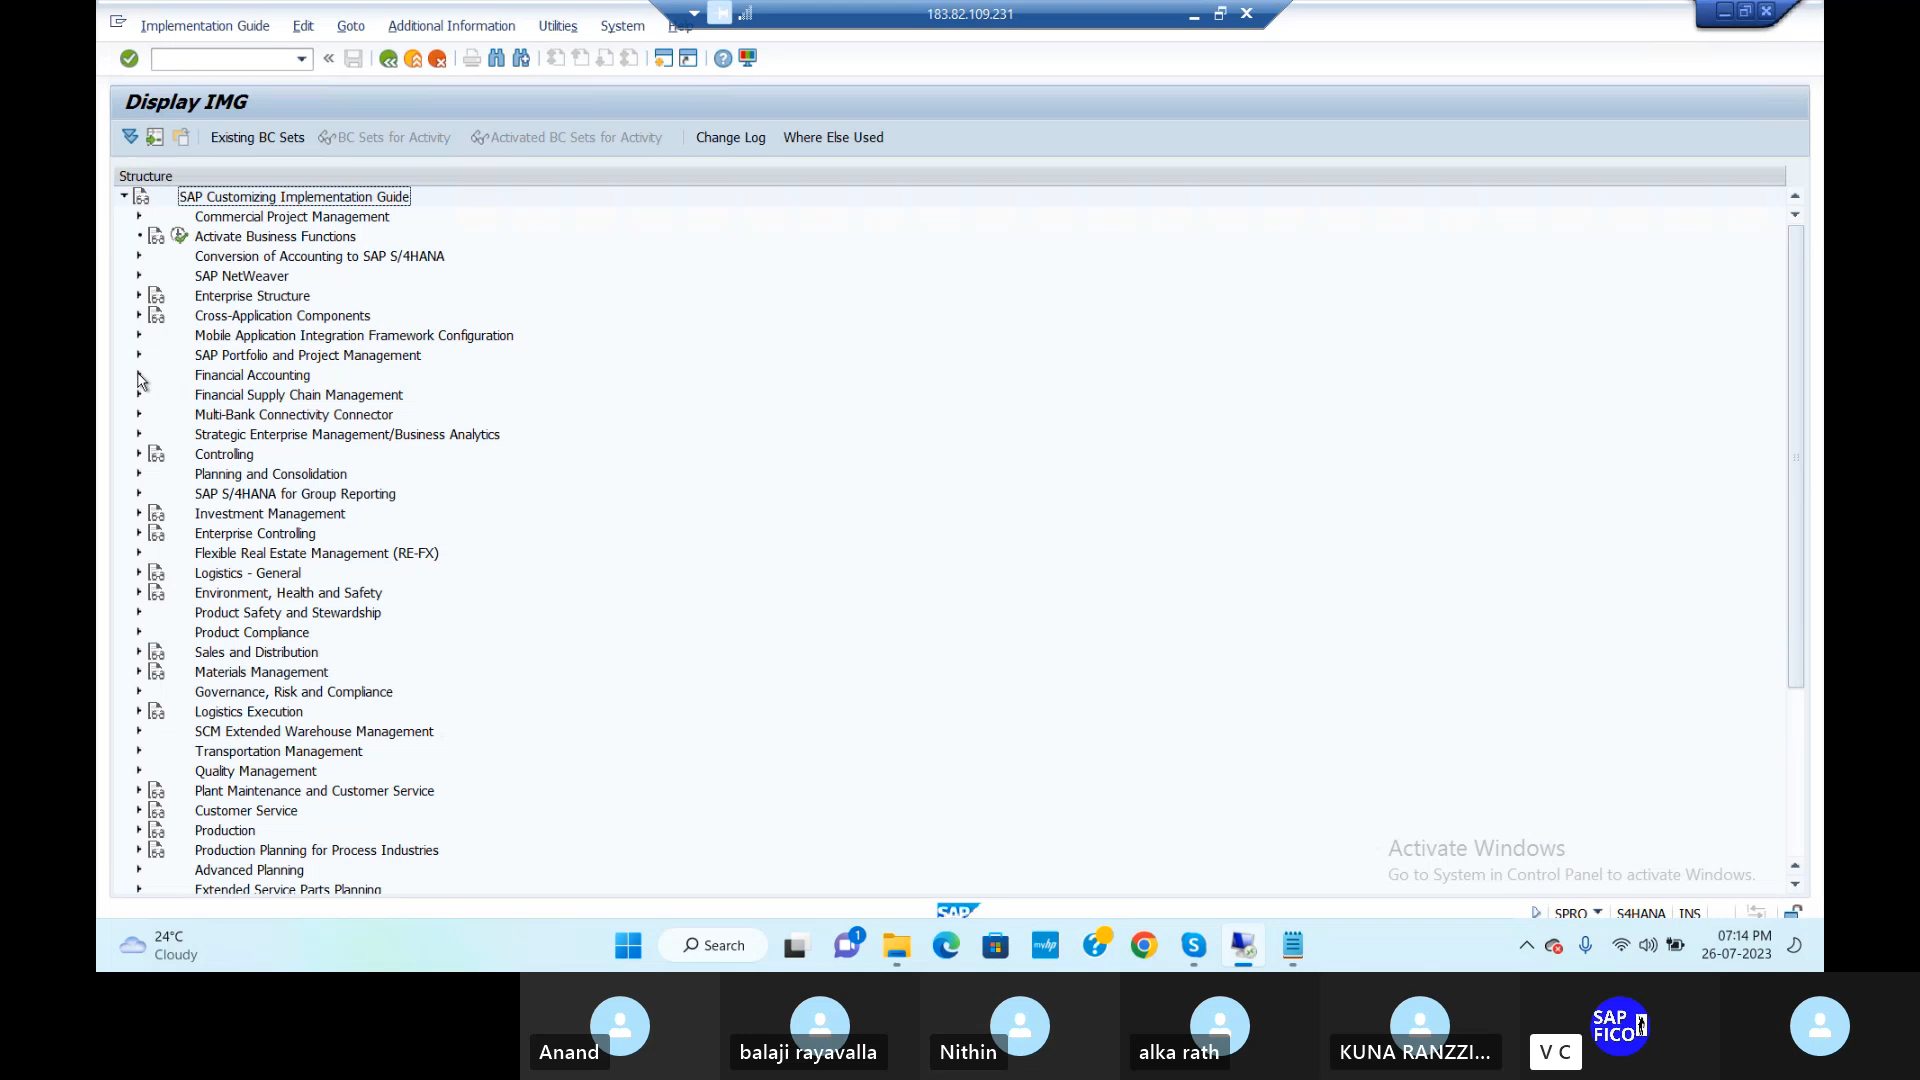 183.82.109.231
Implementation Guide Edit Goto Additional Information Utilities System Help
Display IMG
Existing BC Sets BC Sets for Activity Activated BC Sets for Activity Change Log Where Else Used
Structure
SAP Customizing Implementation Guide
Commercial Project Management
Activate Business Functions
Conversion of Accounting to SAP S/4HANA
SAP NetWeaver
Enterprise Structure
Cross-Application Components
Mobile Application Integration Framework Configuration
SAP Portfolio and Project Management
Financial Accounting
Financial Supply Chain Management
Multi-Bank Connectivity Connector
Strategic Enterprise Management/Business Analytics
Controlling
Planning and Consolidation
SAP S/4HANA for Group Reporting
Investment Management
Enterprise Controlling
Flexible Real Estate Management (RE-FX)
Logistics - General
Environment, Health and Safety
Product Safety and Stewardship
Product Compliance
Sales and Distribution
Materials Management
Governance, Risk and Compliance
Logistics Execution
SCM Extended Warehouse Management
Transportation Management
Quality Management
Plant Maintenance and Customer Service
Customer Service
Production
Production Planning for Process Industries
Advanced Planning
Extended Service Parts Planning
Activate Windows
Go to System in Control Panel to activate Windows.
SAP
SPRO S4HANA INS
24°C
Cloudy
Search
1
myhp
07:14 PM
26-07-2023
SAP
FICO
Anand
balaji rayavalla
Nithin
alka rath
KUNA RANZZI...
V C